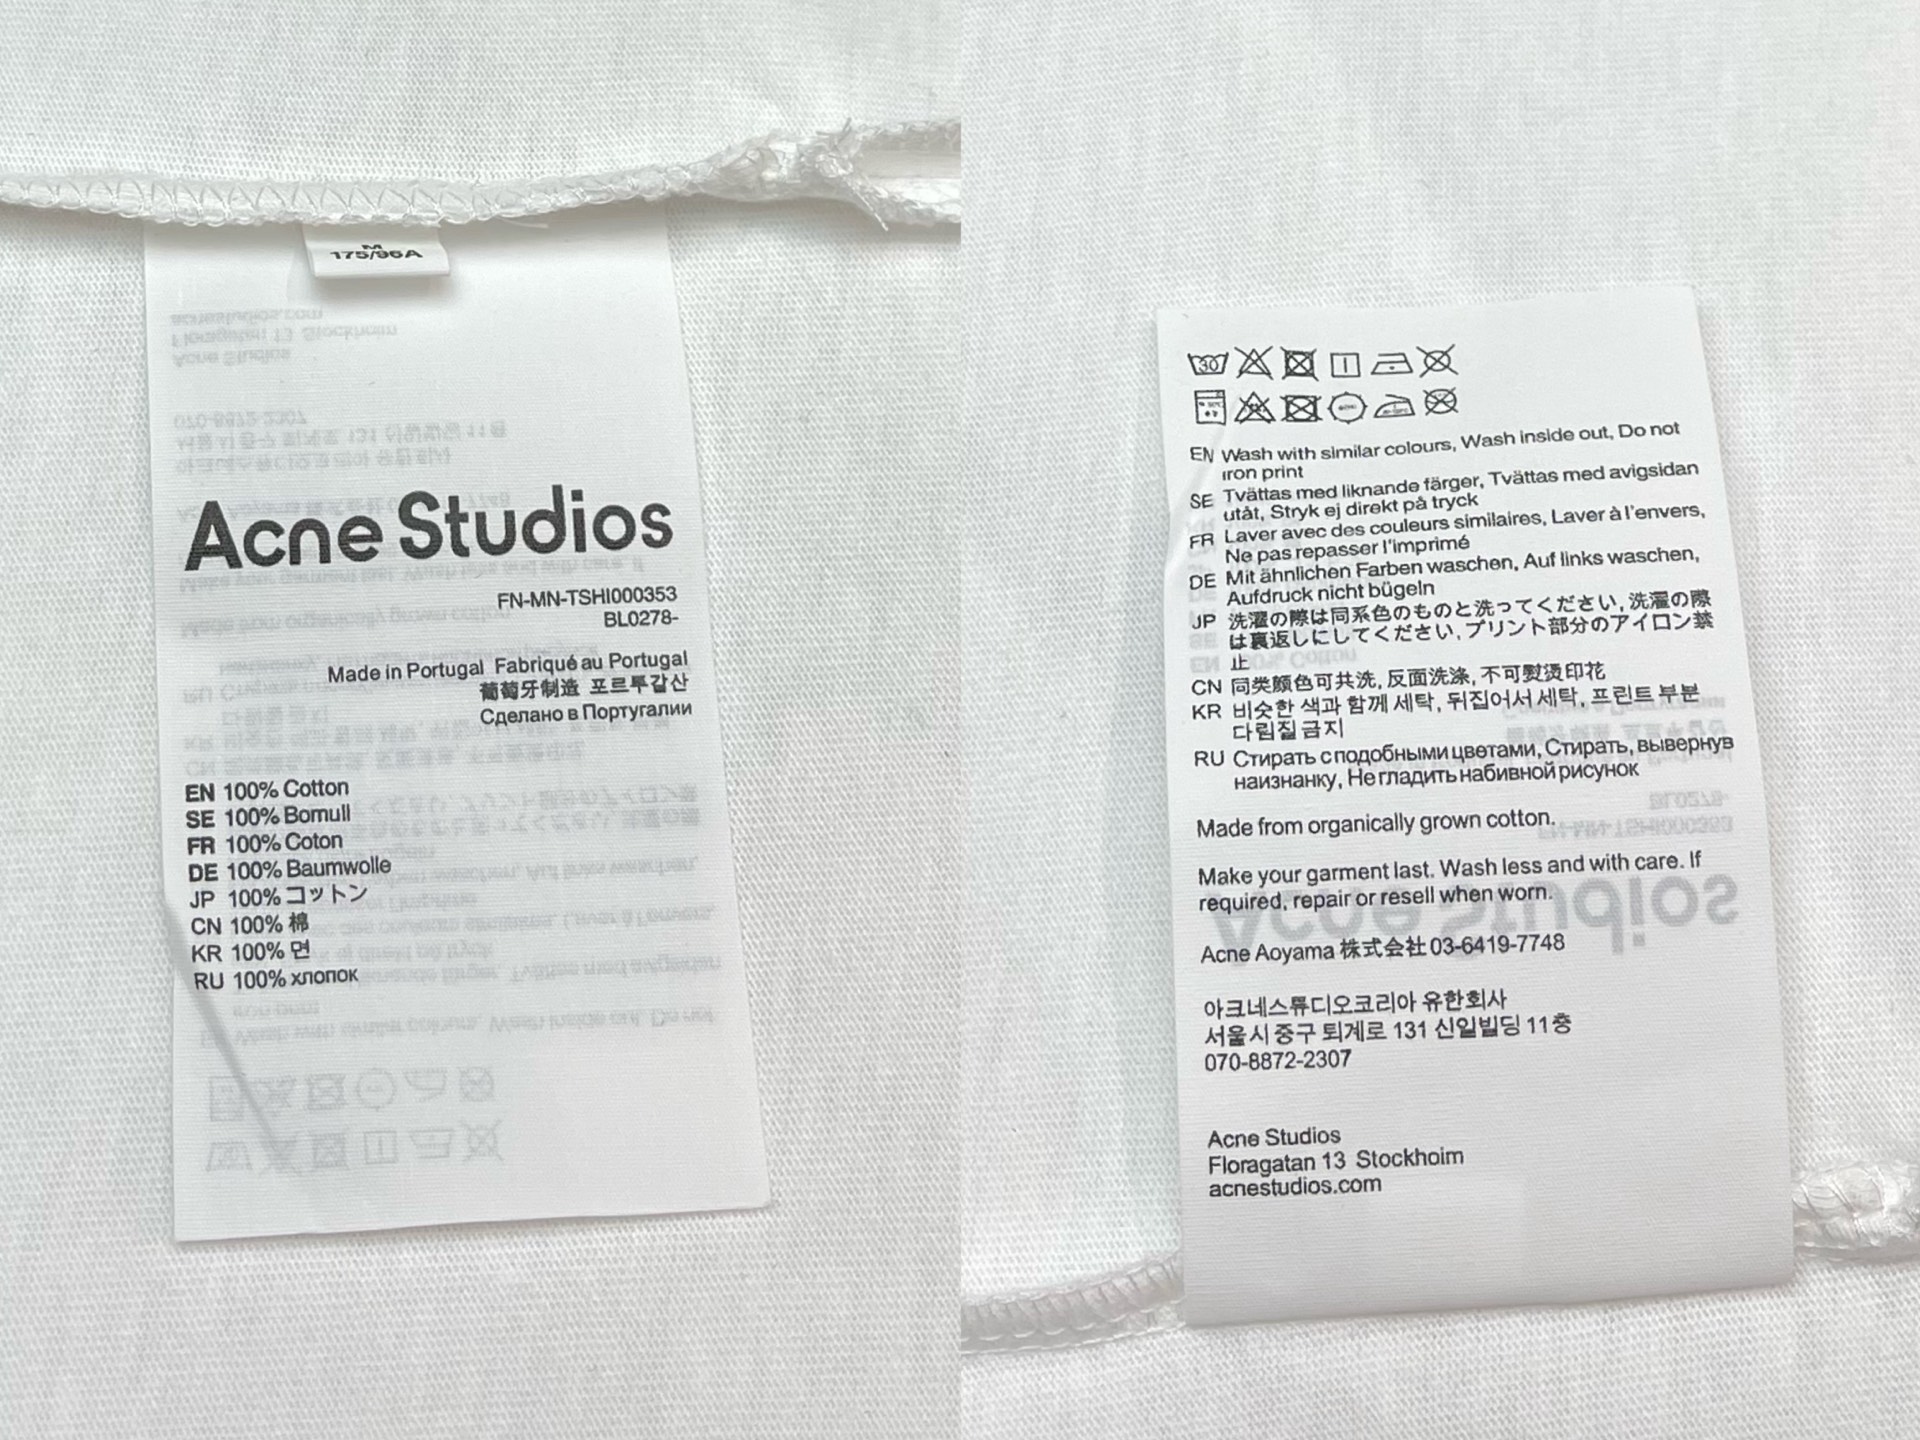 M
175/96A
Acne Studios
FN-MN-TSHI000353
BL0278-
Made in Portugal Fabriqué au Portugal
葡萄牙制造 포르투갈산
Сделано в Португалии
EN 100% Cotton
SE 100% Bomull
FR 100% Coton
DE 100% Baumwolle
JP 100% コットン
CN 100% 棉
KR 100% 면
RU 100% хлопок
30
EN Wash with similar colours, Wash inside out, Do not
iron print
SE Tvättas med liknande färger, Tvättas med avigsidan
utåt, Stryk ej direkt på tryck
FR Laver avec des couleurs similaires, Laver à l'envers,
Ne pas repasser l'imprimé
DE Mit ähnlichen Farben waschen, Auf links waschen,
Aufdruck nicht bügeln
JP 洗濯の際は同系色のものと洗ってください, 洗濯の際
は裏返しにしてください, プリント部分のアイロン禁
止
CN 同类颜色可共洗, 反面洗涤, 不可熨烫印花
KR 비슷한 색과 함께 세탁, 뒤집어서 세탁, 프린트 부분
다림질 금지
RU Стирать с подобными цветами, Стирать, вывернув
наизнанку, Не гладить набивной рисунок
Made from organically grown cotton.
Make your garment last. Wash less and with care. If
required, repair or resell when worn.
Acne Aoyama 株式会社 03-6419-7748
아크네스튜디오코리아 유한회사
서울시 중구 퇴계로 131 신일빌딩 11층
070-8872-2307
Acne Studios
Floragatan 13 Stockhoim
acnestudios.com